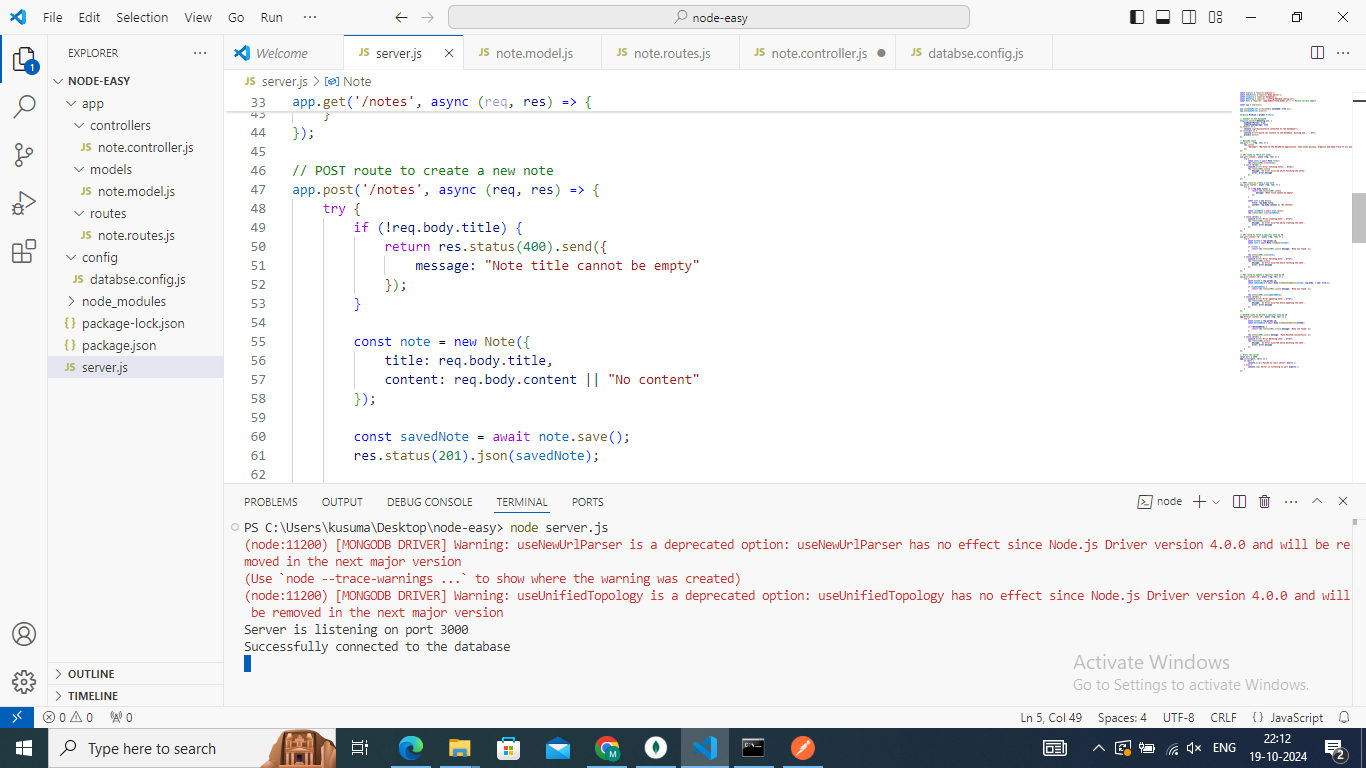 File Edit Selection View Go Run ··· node-easy
EXPLORER ···
Welcome
JS server.js
JS note.model.js
JS note.routes.js
JS note.controller.js
JS databse.config.js
NODE-EASY
app
controllers
JS note.controller.js
models
JS note.model.js
routes
JS note.routes.js
config
JS databse.config.js
node_modules
{} package-lock.json
{} package.json
JS server.js
OUTLINE
TIMELINE
1
JS server.js > Note
33 app.get('/notes', async (req, res) => {
43 }
44 });
45
46 // POST route to create a new note
47 app.post('/notes', async (req, res) => {
48 try {
49 if (!req.body.title) {
50 return res.status(400).send({
51 message: "Note title cannot be empty"
52 });
53 }
54
55 const note = new Note({
56 title: req.body.title,
57 content: req.body.content || "No content"
58 });
59
60 const savedNote = await note.save();
61 res.status(201).json(savedNote);
62
PROBLEMS OUTPUT DEBUG CONSOLE TERMINAL PORTS
node
PS C:\Users\kusuma\Desktop\node-easy> node server.js
(node:11200) [MONGODB DRIVER] Warning: useNewUrlParser is a deprecated option: useNewUrlParser has no effect since Node.js Driver version 4.0.0 and will be re
moved in the next major version
(Use `node --trace-warnings ...` to show where the warning was created)
(node:11200) [MONGODB DRIVER] Warning: useUnifiedTopology is a deprecated option: useUnifiedTopology has no effect since Node.js Driver version 4.0.0 and will
be removed in the next major version
Server is listening on port 3000
Successfully connected to the database
Activate Windows
Go to Settings to activate Windows.
0 0 0
Ln 5, Col 49 Spaces: 4 UTF-8 CRLF {} JavaScript
Type here to search
M
ENG
22:12
19-10-2024
2